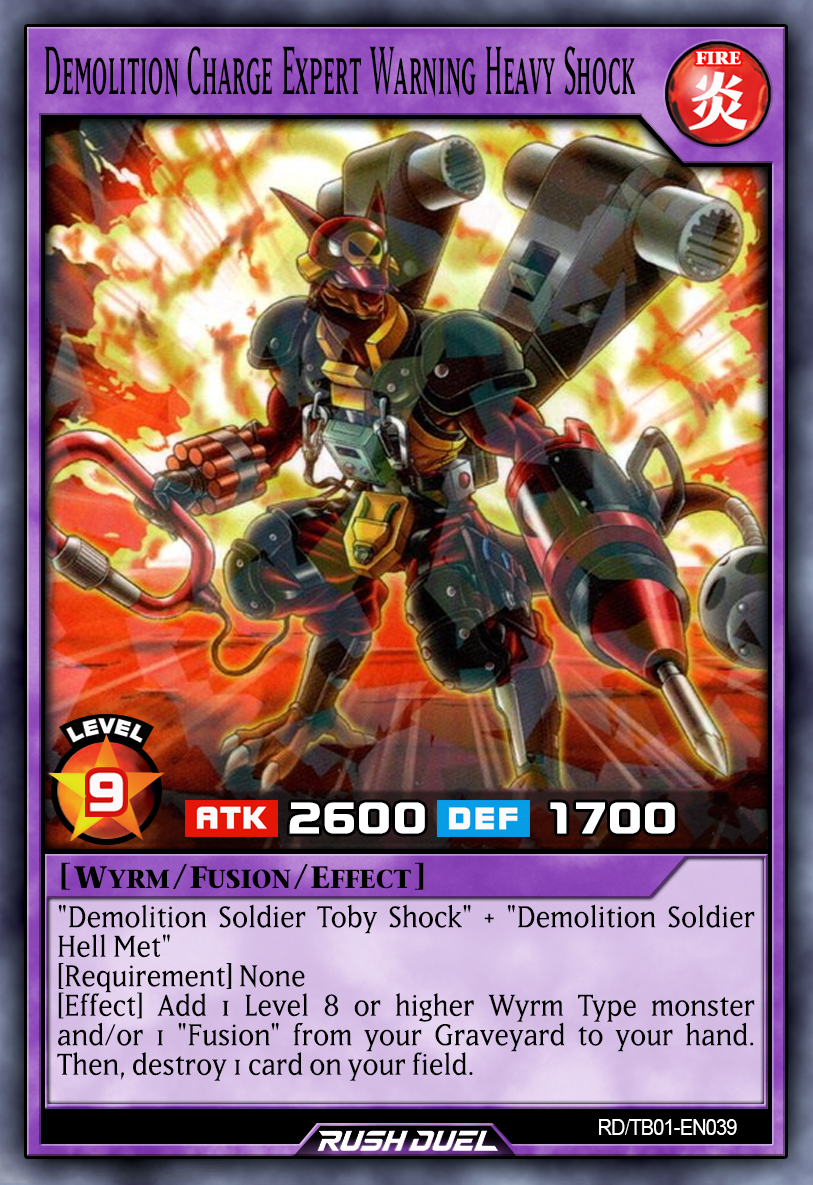 Demolition Charge Expert Warning Heavy Shock
FIRE
炎
LEVEL
9
ATK 2600 DEF 1700
[Wyrm/Fusion/Effect]
"Demolition Soldier Toby Shock" + "Demolition Soldier
Hell Met"
[Requirement] None
[Effect] Add 1 Level 8 or higher Wyrm Type monster
and/or 1 "Fusion" from your Graveyard to your hand.
Then, destroy 1 card on your field.
RD/TB01-EN039
RUSH DUEL